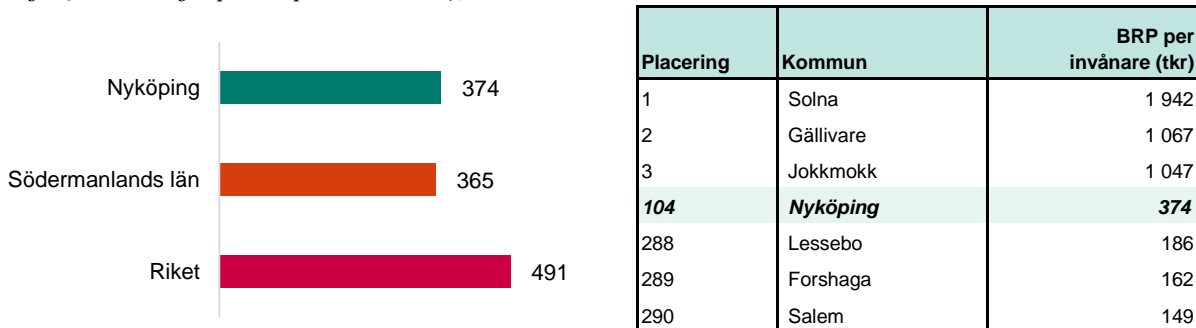 Nyköping 374
Södermanlands län 365
Riket 491
Placering Kommun BRP per invånare (tkr)
1 Solna 1 942
2 Gällivare 1 067
3 Jokkmokk 1 047
104 Nyköping 374
288 Lessebo 186
289 Forshaga 162
290 Salem 149